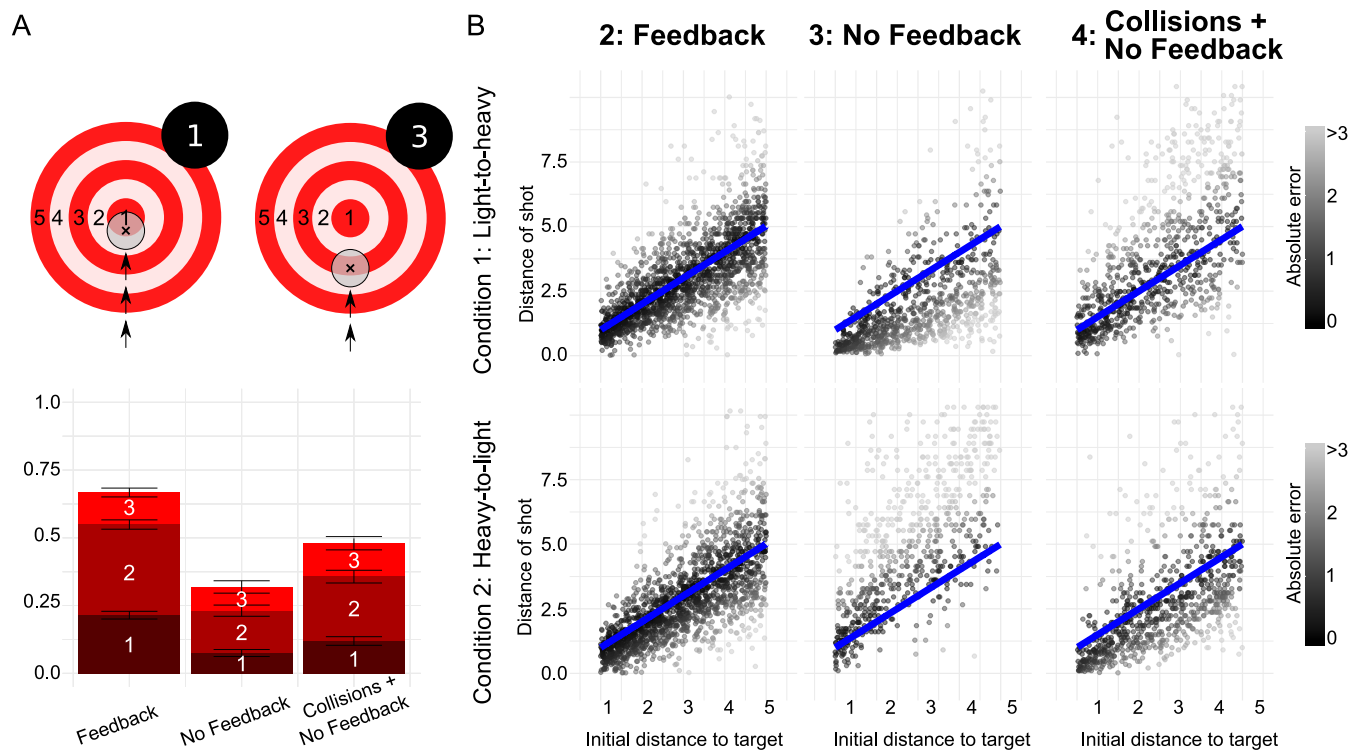 A
B
2: Feedback
3: No Feedback
4: Collisions +
No Feedback
1
3
5 4 3 2 1
5 4 3 2 1
1.0
0.75
0.5
0.25
0.0
3
2
1
3
2
1
3
2
1
Feedback
No Feedback
Collisions +
No Feedback
Condition 1: Light-to-heavy
Distance of shot
7.5
5.0
2.5
0.0
Absolute error
>3
2
1
0
Condition 2: Heavy-to-light
Distance of shot
7.5
5.0
2.5
0.0
Absolute error
>3
2
1
0
1 2 3 4 5
1 2 3 4 5
1 2 3 4 5
Initial distance to target
Initial distance to target
Initial distance to target